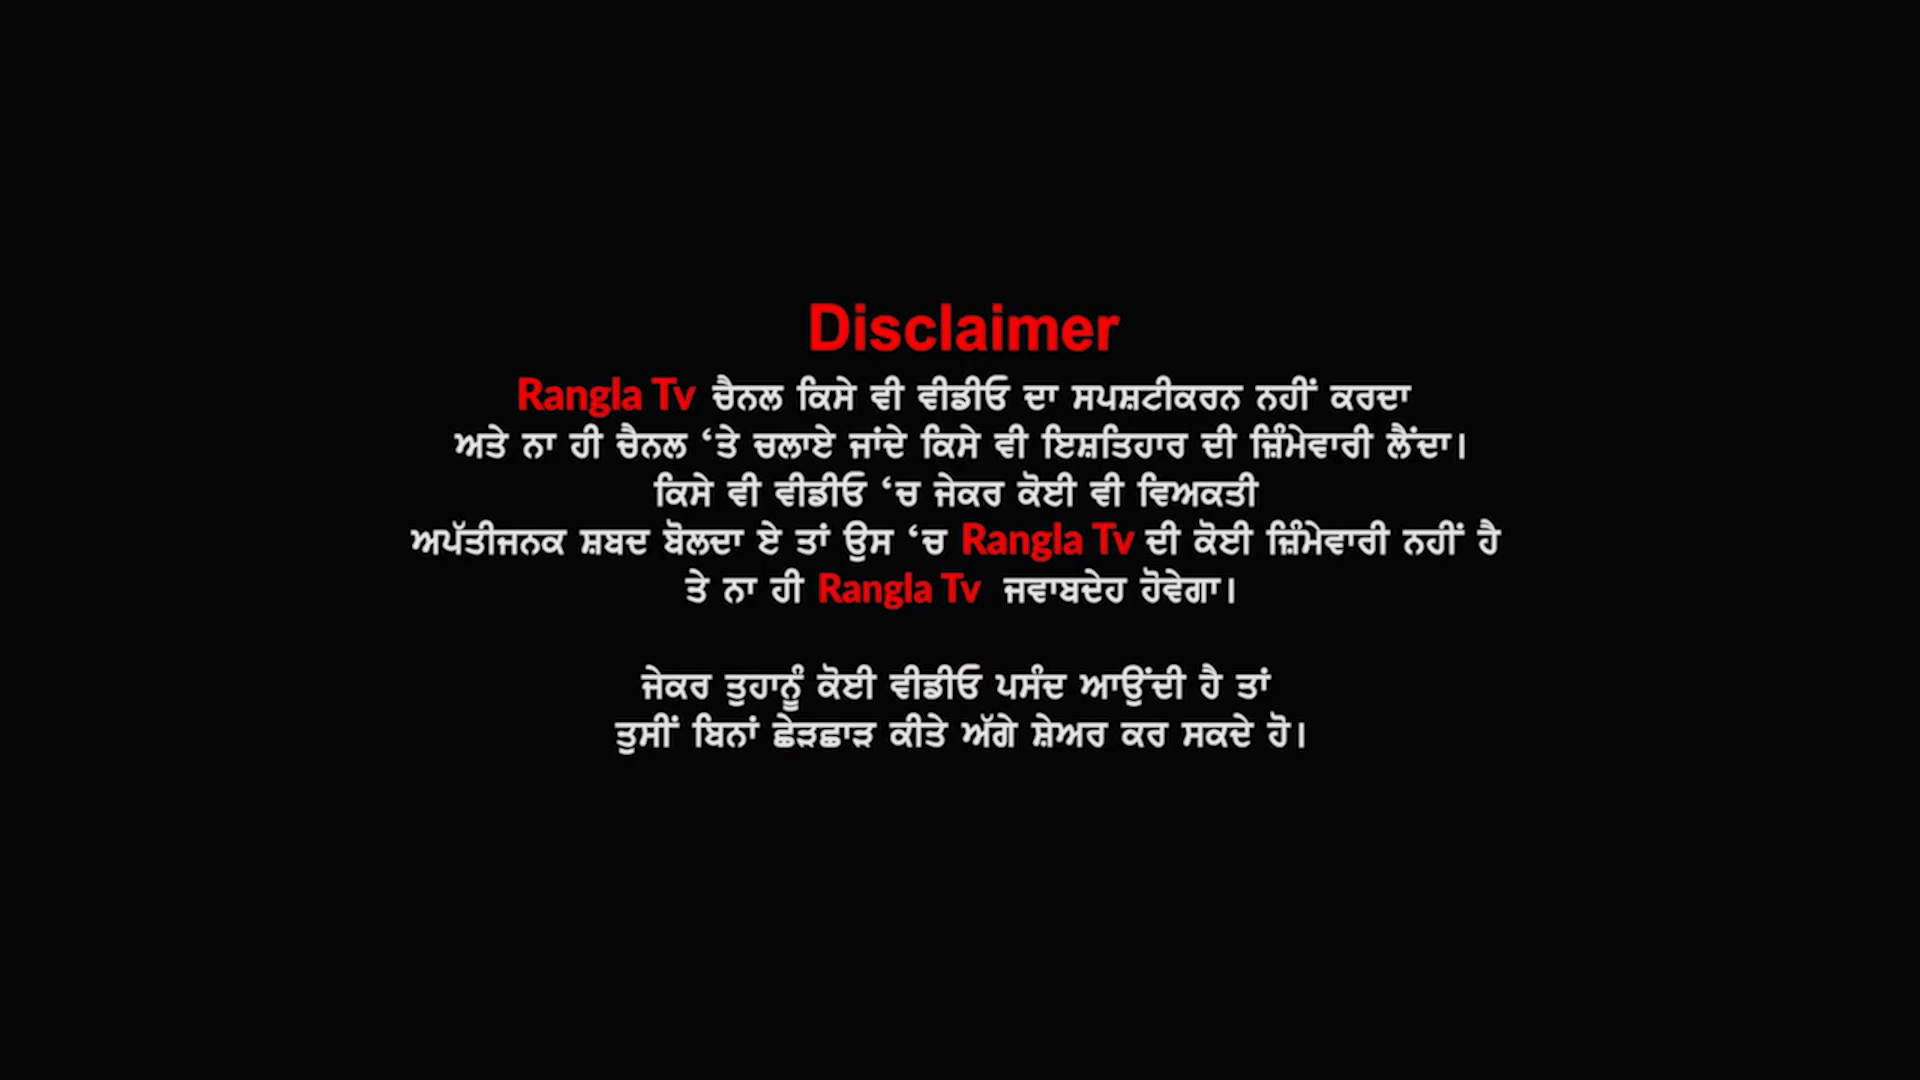 Disclaimer
Rangla Tv ਚੈਨਲ ਕਿਸੇ ਵੀ ਵੀਡੀਓ ਦਾ ਸਪਸ਼ਟੀਕਰਨ ਨਹੀਂ ਕਰਦਾ
ਅਤੇ ਨਾ ਹੀ ਚੈਨਲ ‘ਤੇ ਚਲਾਏ ਜਾਂਦੇ ਕਿਸੇ ਵੀ ਇਸ਼ਤਿਹਾਰ ਦੀ ਜ਼ਿੰਮੇਵਾਰੀ ਲੈਂਦਾ।
ਕਿਸੇ ਵੀ ਵੀਡੀਓ ‘ਚ ਜੇਕਰ ਕੋਈ ਵੀ ਵਿਅਕਤੀ
ਅਪੱਤੀਜਨਕ ਸ਼ਬਦ ਬੋਲਦਾ ਏ ਤਾਂ ਉਸ ‘ਚ Rangla Tv ਦੀ ਕੋਈ ਜ਼ਿੰਮੇਵਾਰੀ ਨਹੀਂ ਹੈ
ਤੇ ਨਾ ਹੀ Rangla Tv ਜਵਾਬਦੇਹ ਹੋਵੇਗਾ।
ਜੇਕਰ ਤੁਹਾਨੂੰ ਕੋਈ ਵੀਡੀਓ ਪਸੰਦ ਆਉਂਦੀ ਹੈ ਤਾਂ
ਤੁਸੀਂ ਬਿਨਾਂ ਛੇੜਛਾੜ ਕੀਤੇ ਅੱਗੇ ਸ਼ੇਅਰ ਕਰ ਸਕਦੇ ਹੋ।